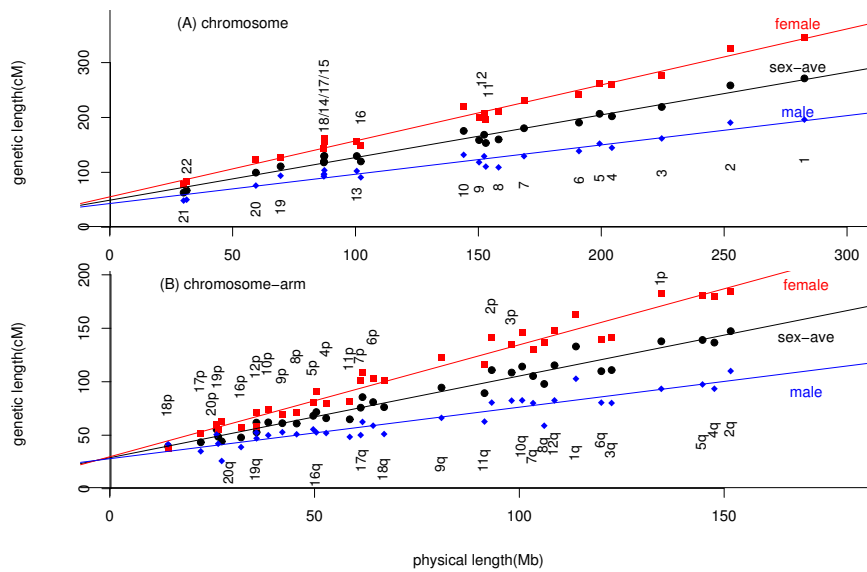 (A) chromosome
female
sex-ave
male
genetic length(cM)
0
100
200
300
21
22
20
19
18/14/17/15
16
13
10
9
11
12
8
7
6
5
4
3
2
1
0
50
100
150
200
250
300
(B) chromosome-arm
female
sex-ave
male
genetic length(cM)
0
50
100
150
200
18p
17p
20p
19p
20q
16p
12p
19q
10p
9p
8p
5p
16q
4p
11p
7p
17q
6p
18q
9q
11q
2p
3p
10q
7q
8q
12q
1q
6q
3q
1p
5q
4q
2q
0
50
100
150
physical length(Mb)